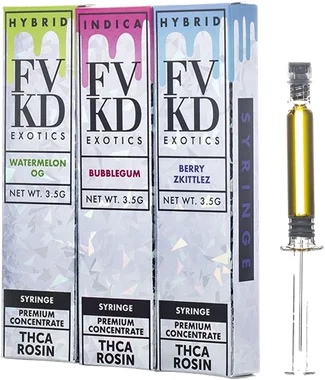 HYBRID
FV
KD
EXOTICS
WATERMELON
OG
NET WT. 3.5G
SYRINGE
PREMIUM
CONCENTRATE
THCA
ROSIN
INDICA
FV
KD
EXOTICS
BUBBLEGUM
NET WT. 3.5G
SYRINGE
PREMIUM
CONCENTRATE
THCA
ROSIN
HYBRID
FV
KD
EXOTICS
BERRY
ZKITTLEZ
NET WT. 3.5G
SYRINGE
PREMIUM
CONCENTRATE
THCA
ROSIN
SYRINGE